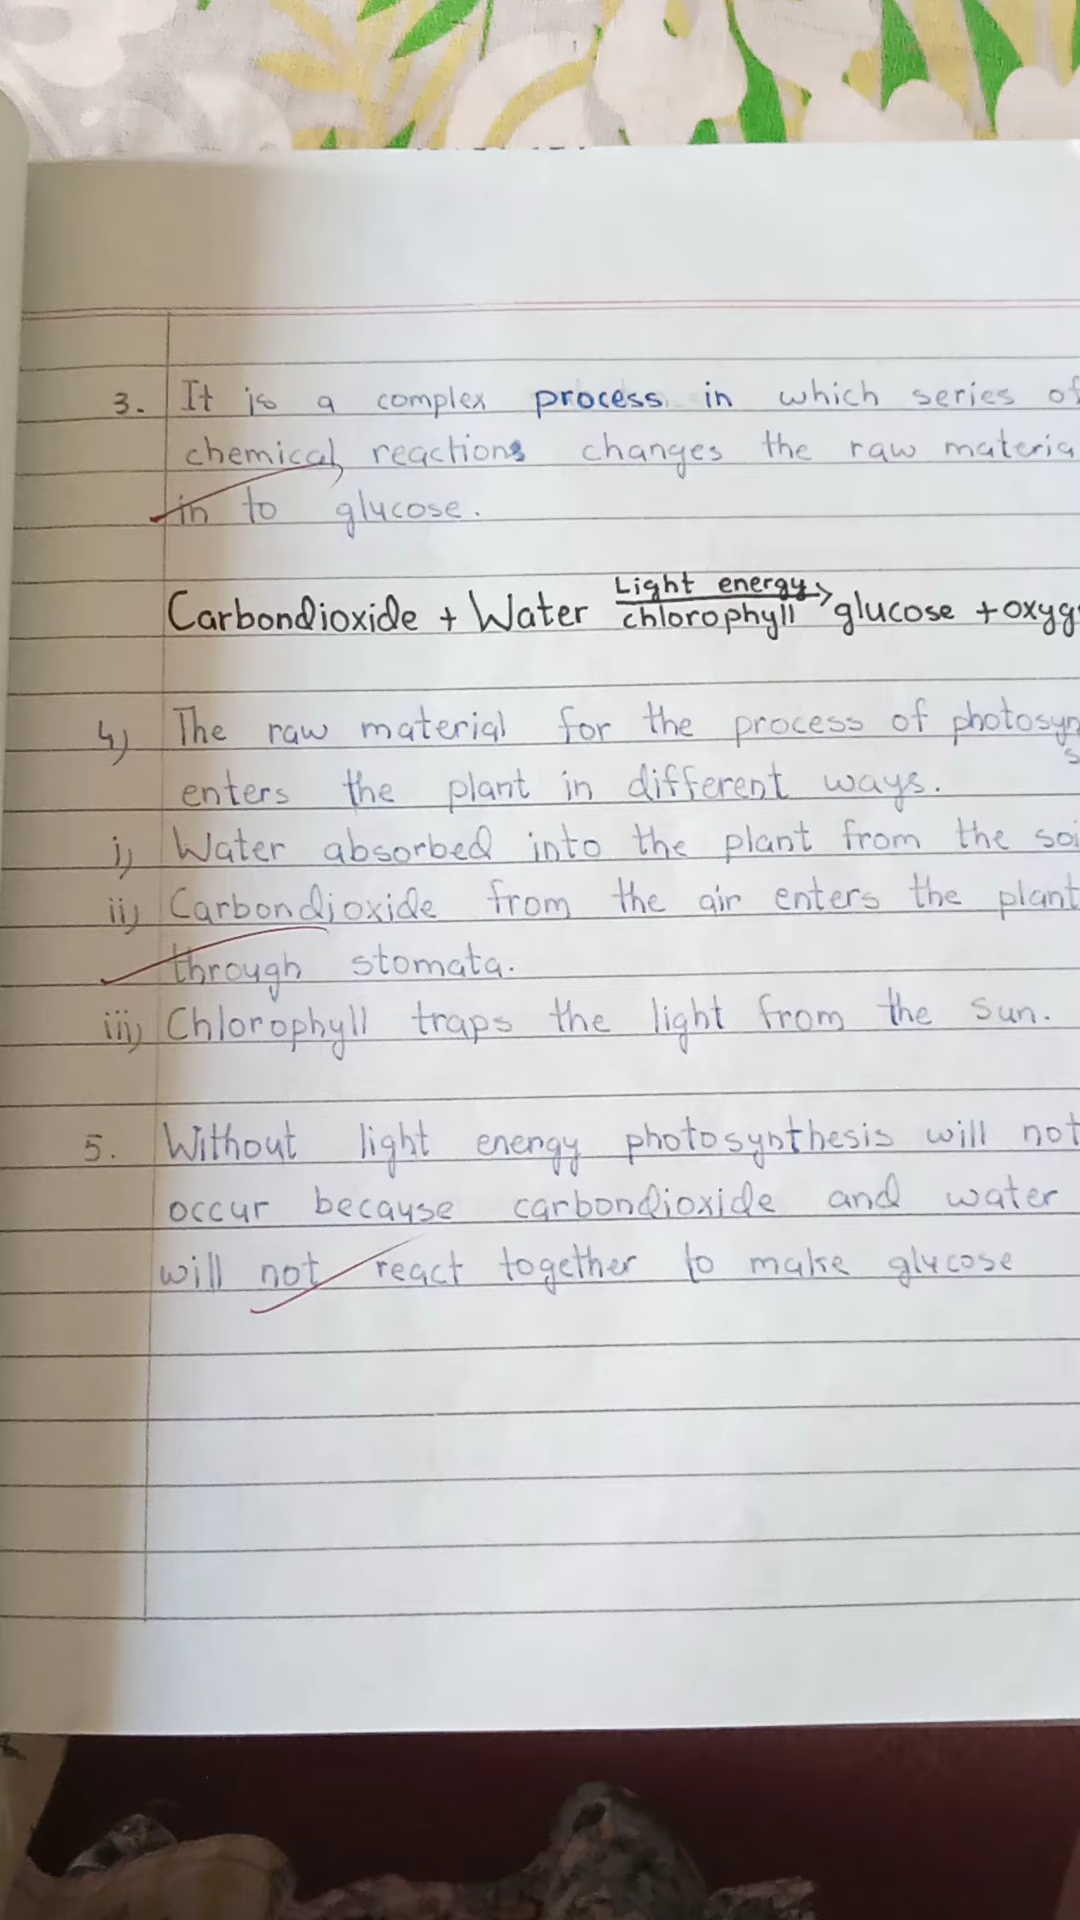 3. It is a complex process in which series of
chemical reactions changes the raw materia
in to glucose.
Light energy
Carbondioxide + Water → glucose + oxyg
chlorophyll
4) The raw material for the process of photosyn
s
enters the plant in different ways.
i) Water absorbed into the plant from the soi
ii) Carbondioxide from the air enters the plant
through stomata.
iii) Chlorophyll traps the light from the sun.
5. Without light energy photosynthesis will not
occur because carbondioxide and water
will not react together to make glucose